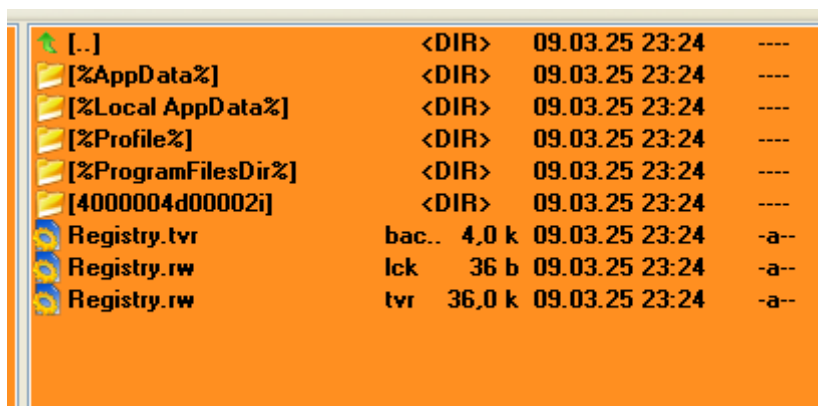 [..] <DIR> 09.03.25 23:24 ----
[%AppData%] <DIR> 09.03.25 23:24 ----
[%Local AppData%] <DIR> 09.03.25 23:24 ----
[%Profile%] <DIR> 09.03.25 23:24 ----
[%ProgramFilesDir%] <DIR> 09.03.25 23:24 ----
[4000004d00002i] <DIR> 09.03.25 23:24 ----
Registry.tvr bac.. 4,0 k 09.03.25 23:24 -a--
Registry.rw lck 36 b 09.03.25 23:24 -a--
Registry.rw tvr 36,0 k 09.03.25 23:24 -a--